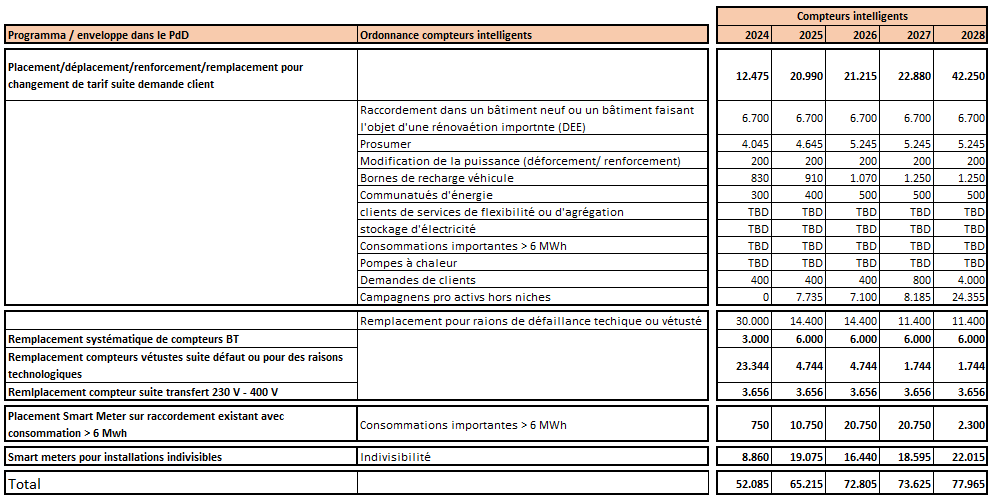 Compteurs intelligents
Programma / enveloppe dans le PdD Ordonnance compteurs intelligents 2024 2025 2026 2027 2028
Placement/déplacement/renforcement/remplacement pour
changement de tarif suite demande client 12.475 20.990 21.215 22.880 42.250
Raccordement dans un bâtiment neuf ou un bâtiment faisant
l'objet d'une rénovaétion importnte (DEE) 6.700 6.700 6.700 6.700 6.700
Prosumer 4.045 4.645 5.245 5.245 5.245
Modification de la puissance (déforcement/ renforcement) 200 200 200 200 200
Bornes de recharge véhicule 830 910 1.070 1.250 1.250
Communatués d'énergie 300 400 500 500 500
clients de services de flexibilité ou d'agrégation TBD TBD TBD TBD TBD
stockage d'électricité TBD TBD TBD TBD TBD
Consommations importantes > 6 MWh TBD TBD TBD TBD TBD
Pompes à chaleur TBD TBD TBD TBD TBD
Demandes de clients 400 400 400 800 4.000
Campagnens pro activs hors niches 0 7.735 7.100 8.185 24.355
Remplacement pour raions de défaillance techique ou vétusté 30.000 14.400 14.400 11.400 11.400
Remplacement systématique de compteurs BT 3.000 6.000 6.000 6.000 6.000
Remplacement compteurs vétustes suite défaut ou pour des raisons
technologiques 23.344 4.744 4.744 1.744 1.744
Remlplacement compteur suite transfert 230 V - 400 V 3.656 3.656 3.656 3.656 3.656
Placement Smart Meter sur raccordement existant avec
consommation > 6 Mwh Consommations importantes > 6 MWh 750 10.750 20.750 20.750 2.300
Smart meters pour installations indivisibles Indivisibilité 8.860 19.075 16.440 18.595 22.015
Total 52.085 65.215 72.805 73.625 77.965